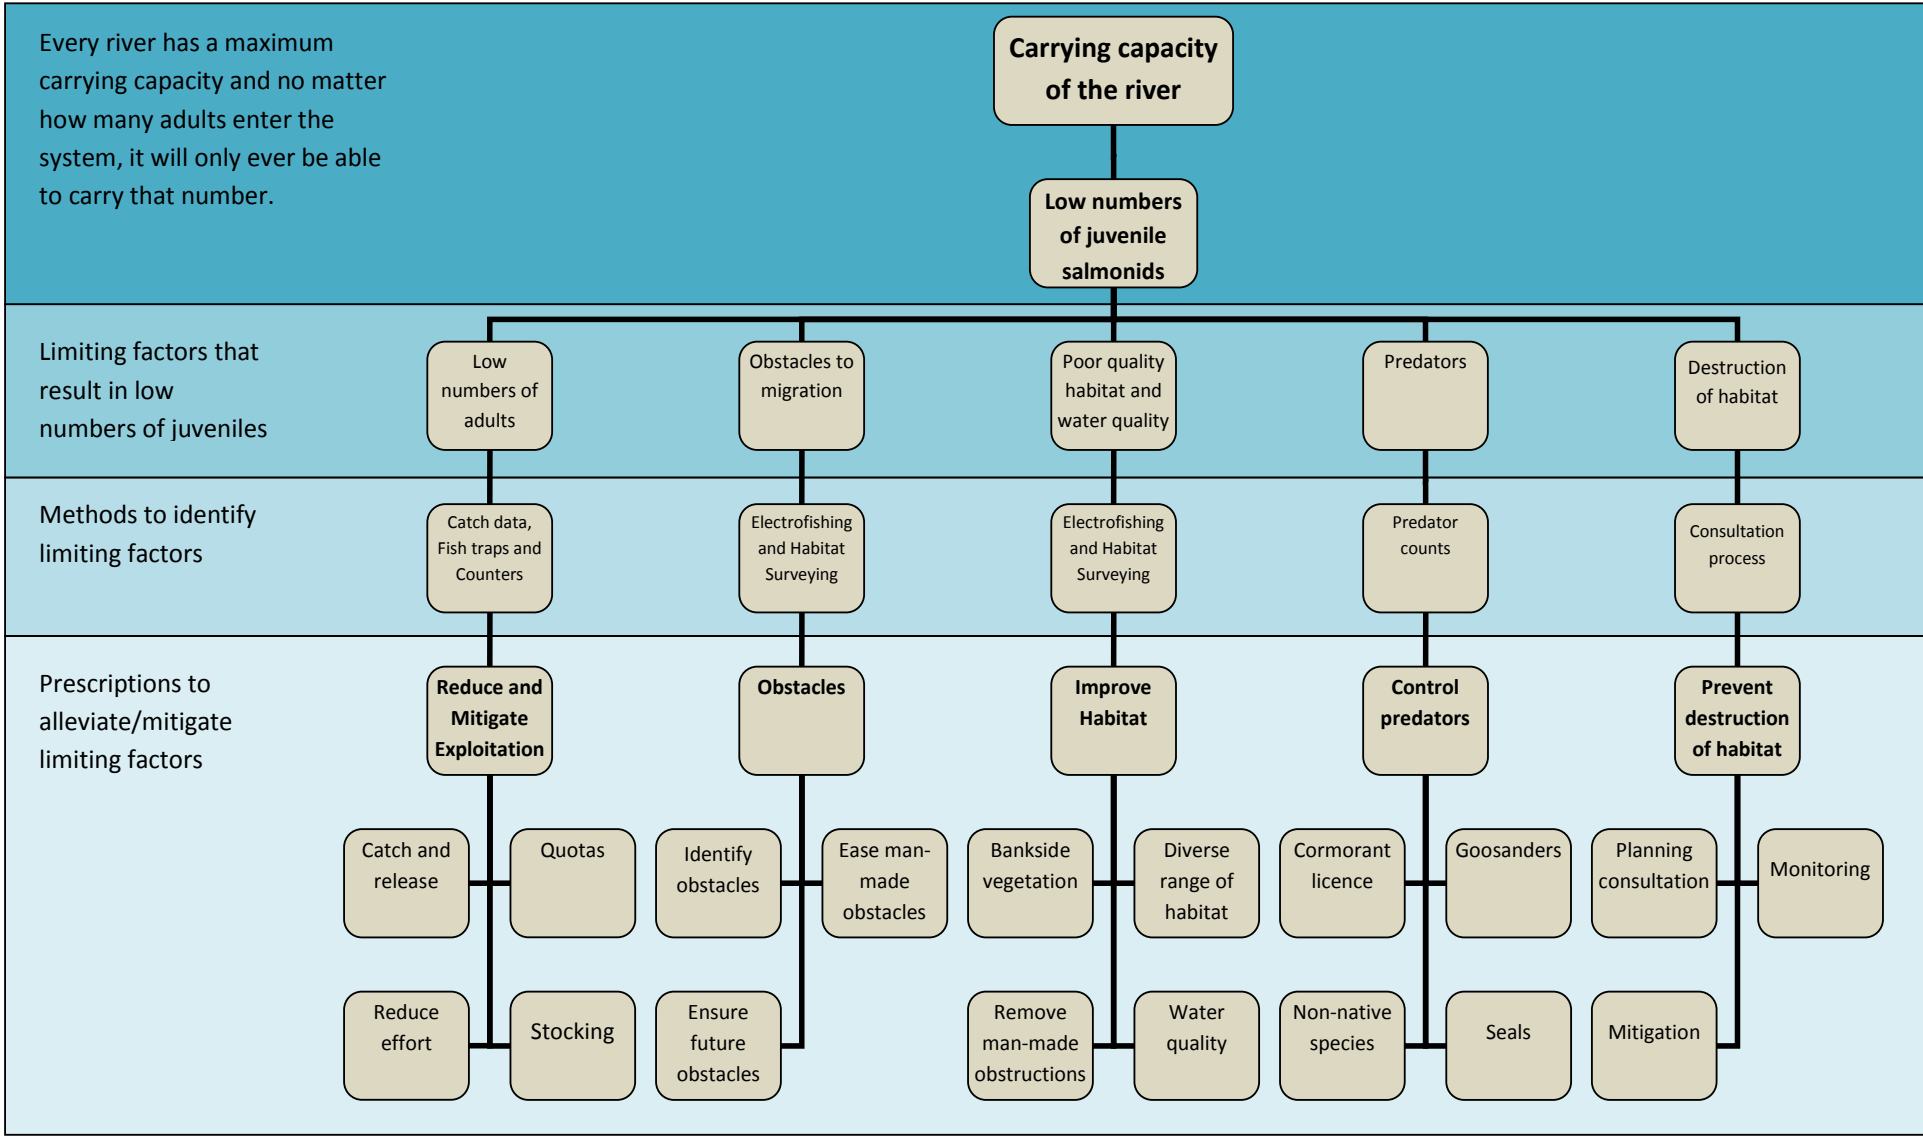 Every river has a maximum
carrying capacity and no matter
how many adults enter the
system, it will only ever be able
to carry that number.
Carrying capacity
of the river
Low numbers
of juvenile
salmonids
Limiting factors that
result in low
numbers of juveniles
Low
numbers of
adults
Obstacles to
migration
Poor quality
habitat and
water quality
Predators
Destruction
of habitat
Methods to identify
limiting factors
Catch data,
Fish traps and
Counters
Electrofishing
and Habitat
Surveying
Electrofishing
and Habitat
Surveying
Predator
counts
Consultation
process
Prescriptions to
alleviate/mitigate
limiting factors
Reduce and
Mitigate
Exploitation
Obstacles
Improve
Habitat
Control
predators
Prevent
destruction
of habitat
Catch and
release
Quotas
Identify
obstacles
Ease man-
made
obstacles
Bankside
vegetation
Diverse
range of
habitat
Cormorant
licence
Goosanders
Planning
consultation
Monitoring
Reduce
effort
Stocking
Ensure
future
obstacles
Remove
man-made
obstructions
Water
quality
Non-native
species
Seals
Mitigation